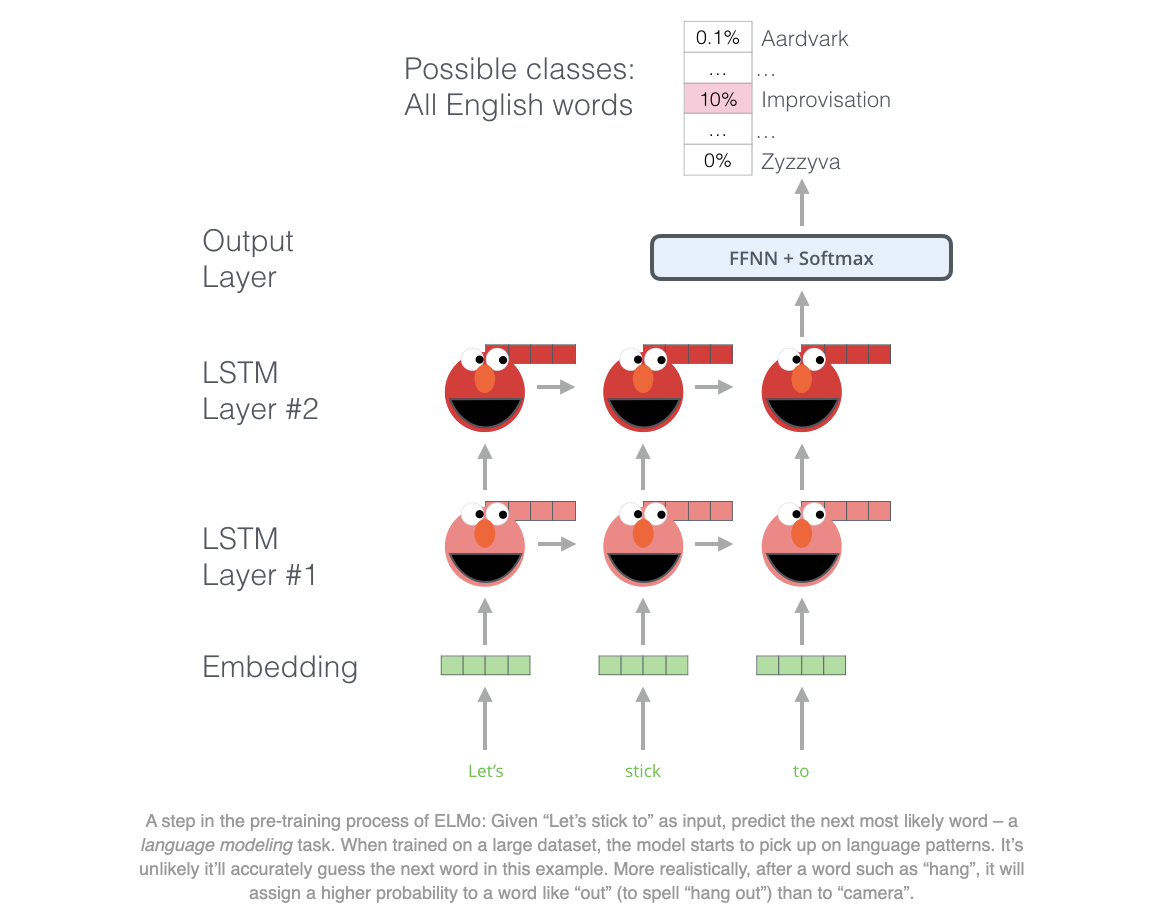 0.1% Aardvark
... ...
Possible classes:
All English words
10% Improvisation
... ...
0% Zyzzyva
Output
Layer
FFNN + Softmax
LSTM
Layer #2
LSTM
Layer #1
Embedding
Let’s stick to
A step in the pre-training process of ELMo: Given “Let’s stick to” as input, predict the next most likely word – a
language modeling task. When trained on a large dataset, the model starts to pick up on language patterns. It’s
unlikely it’ll accurately guess the next word in this example. More realistically, after a word such as “hang”, it will
assign a higher probability to a word like “out” (to spell “hang out”) than to “camera”.